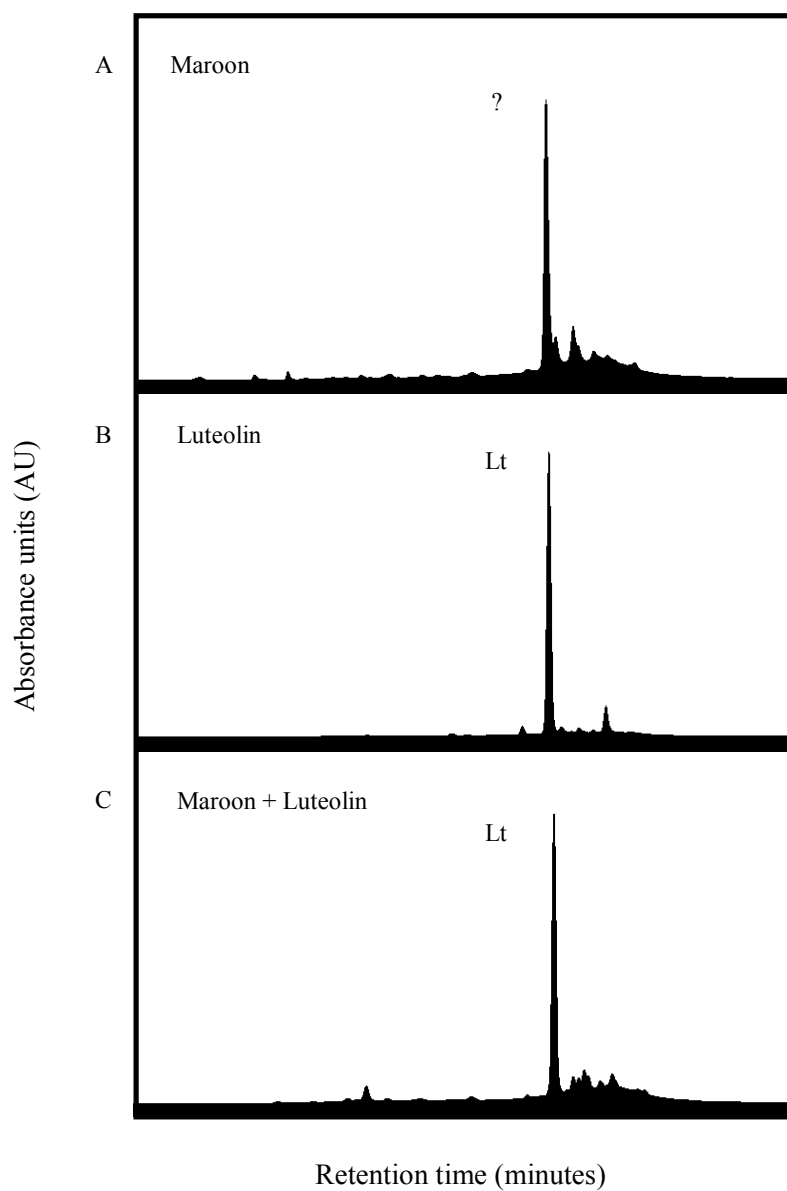 A
Maroon
?
B
Luteolin
Lt
C
Maroon + Luteolin
Lt
Absorbance units (AU)
Retention time (minutes)